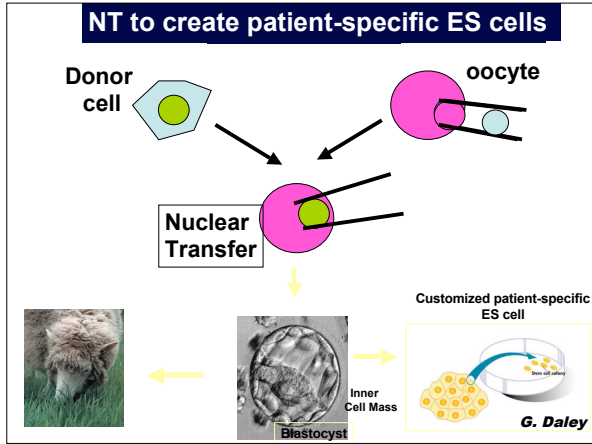 NT to create patient-specific ES cells
Donor
cell
oocyte
Nuclear
Transfer
Customized patient-specific
ES cell
Stem cell colony
Inner
Cell Mass
G. Daley
Blastocyst